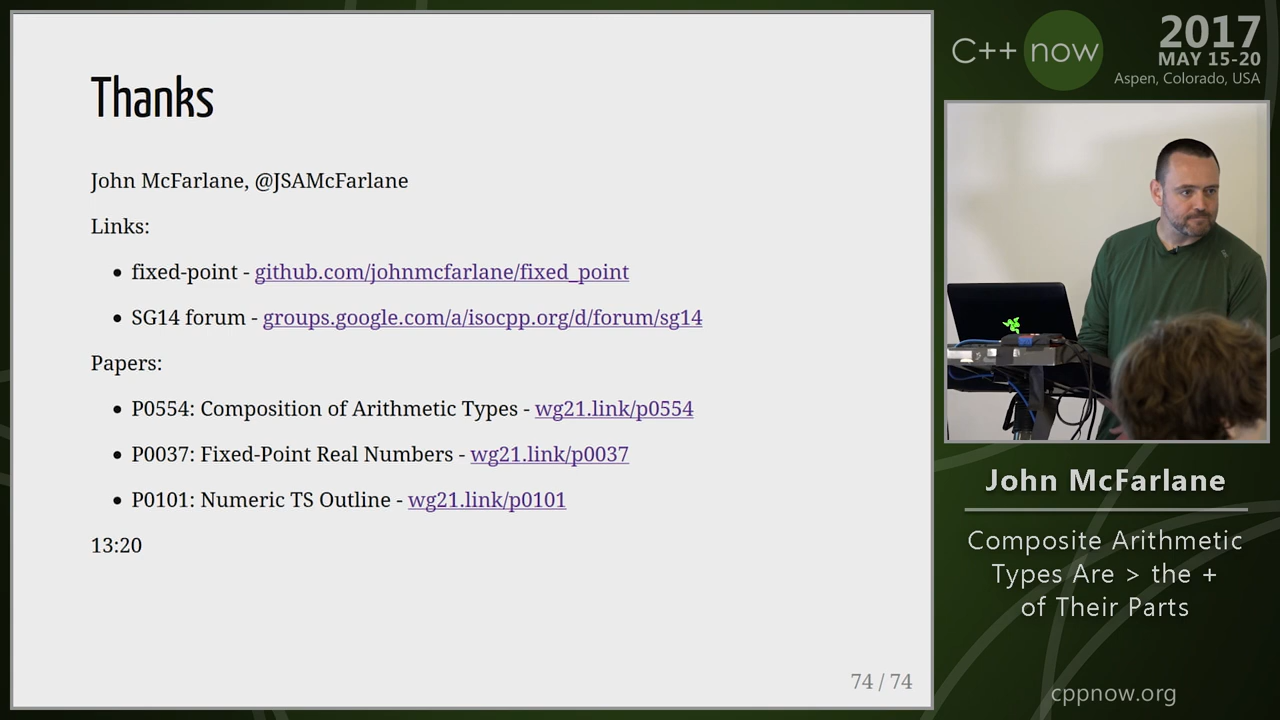 Thanks
John McFarlane, @JSAMcFarlane
Links:
• fixed-point - github.com/johnmcfarlane/fixed_point
• SG14 forum - groups.google.com/a/isocpp.org/d/forum/sg14
Papers:
• P0554: Composition of Arithmetic Types - wg21.link/p0554
• P0037: Fixed-Point Real Numbers - wg21.link/p0037
• P0101: Numeric TS Outline - wg21.link/p0101
13:20
74 / 74
C++ now
2017
MAY 15-20
Aspen, Colorado, USA
John McFarlane
Composite Arithmetic
Types Are > the +
of Their Parts
cppnow.org